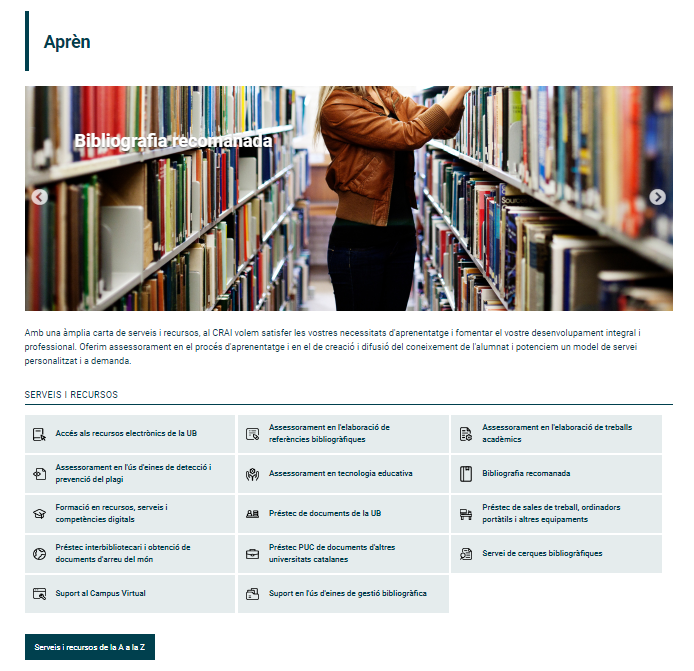 Aprèn
Bibliografia recomanada
Amb una àmplia carta de serveis i recursos, al CRAI volem satisfer les vostres necessitats d'aprenentatge i fomentar el vostre desenvolupament integral i
professional. Oferim assessorament en el procés d'aprenentatge i en el de creació i difusió del coneixement de l'alumnat i potenciem un model de servei
personalitzat i a demanda.
SERVEIS I RECURSOS
Accés als recursos electrònics de la UB
Assessorament en l'elaboració de
referències bibliogràfiques
Assessorament en l'elaboració de treballs
acadèmics
Assessorament en l'ús d'eines de detecció i
prevenció del plagi
Assessorament en tecnologia educativa
Bibliografia recomanada
Formació en recursos, serveis i
competències digitals
Préstec de documents de la UB
Préstec de sales de treball, ordinadors
portàtils i altres equipaments
Préstec interbibliotecari i obtenció de
documents d'arreu del món
Préstec PUC de documents d'altres
universitats catalanes
Servei de cerques bibliogràfiques
Suport al Campus Virtual
Suport en l'ús d'eines de gestió bibliogràfica
Serveis i recursos de la A a la Z